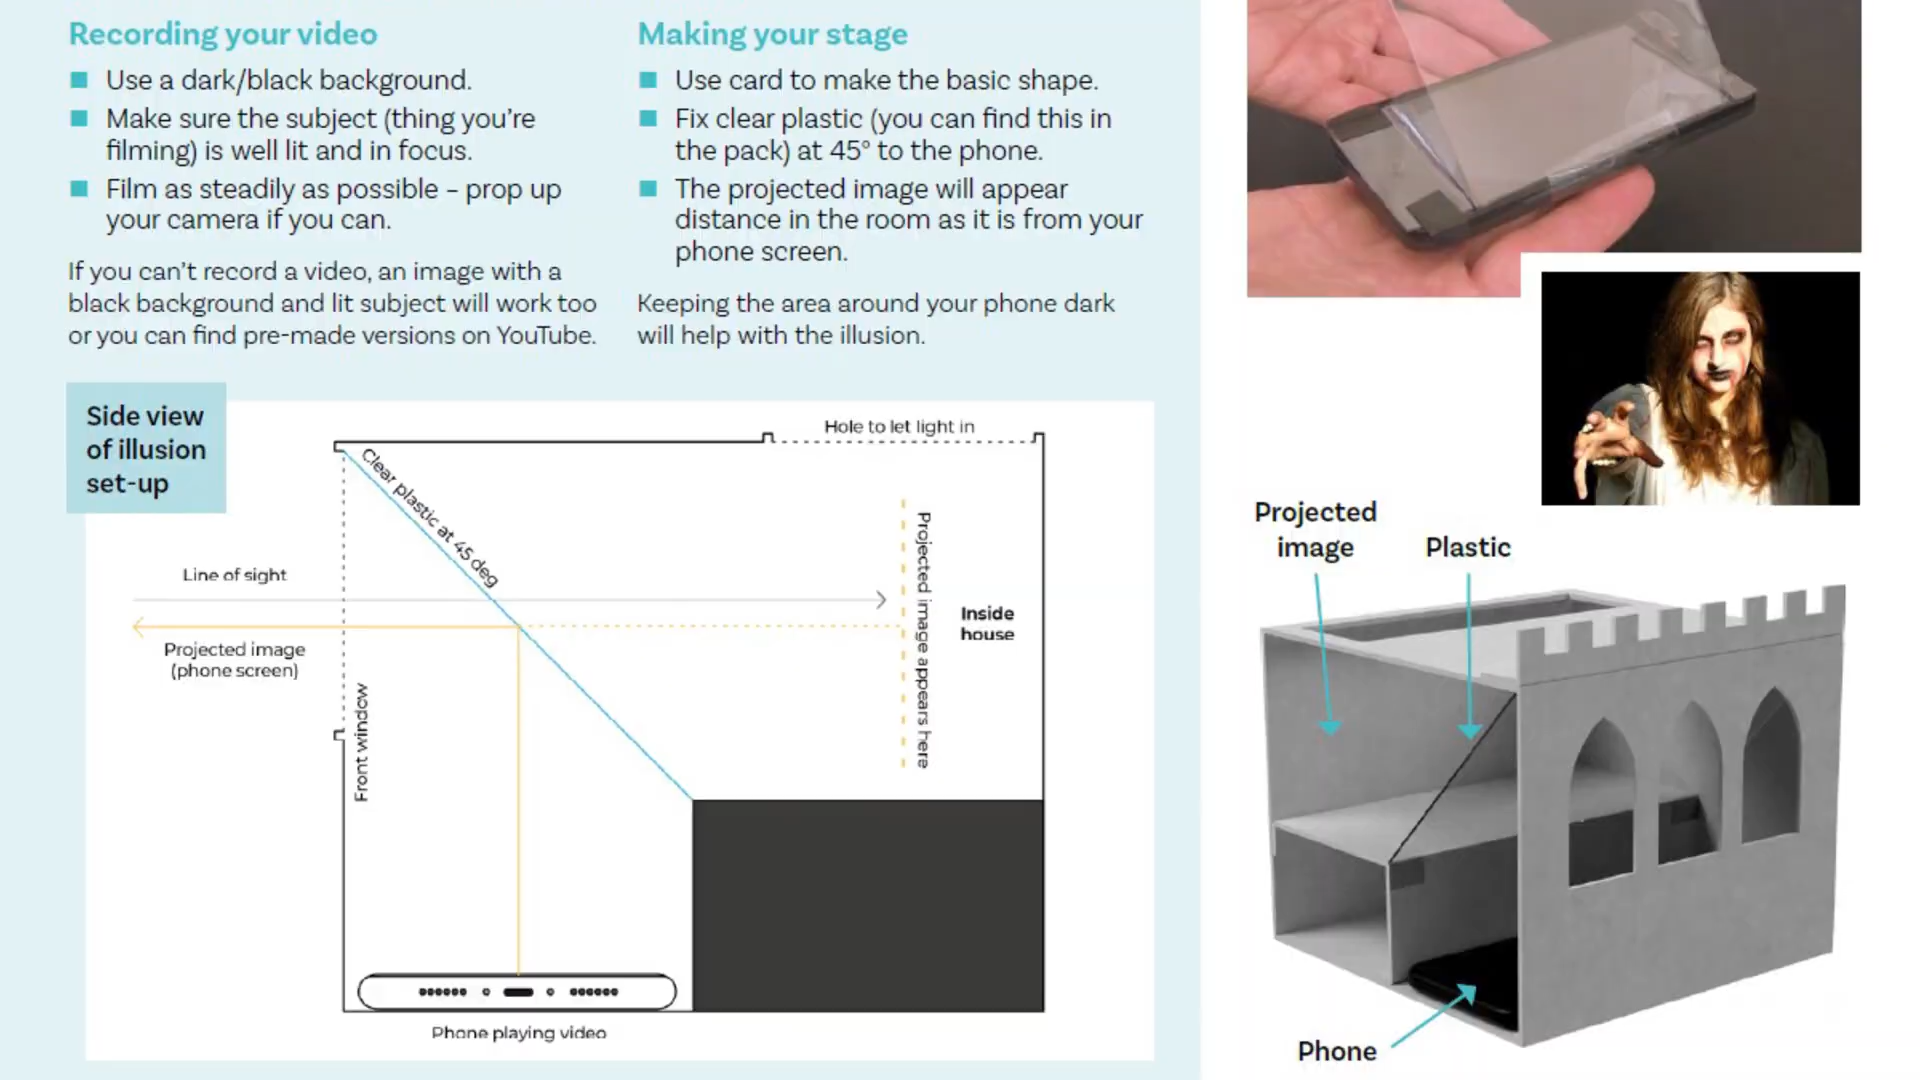 Recording your video
Use a dark/black background.
Make sure the subject (thing you're
filming) is well lit and in focus.
Film as steadily as possible – prop up
your camera if you can.
If you can't record a video, an image with a
black background and lit subject will work too
or you can find pre-made versions on YouTube.
Making your stage
Use card to make the basic shape.
Fix clear plastic (you can find this in
the pack) at 45° to the phone.
The projected image will appear
distance in the room as it is from your
phone screen.
Keeping the area around your phone dark
will help with the illusion.
Side view
of illusion
set-up
Hole to let light in
Clear plastic at 45 deg
Line of sight
Projected image
(phone screen)
Front window
Projected image appears here
Inside
house
Phone playing video
Projected
image
Plastic
Phone